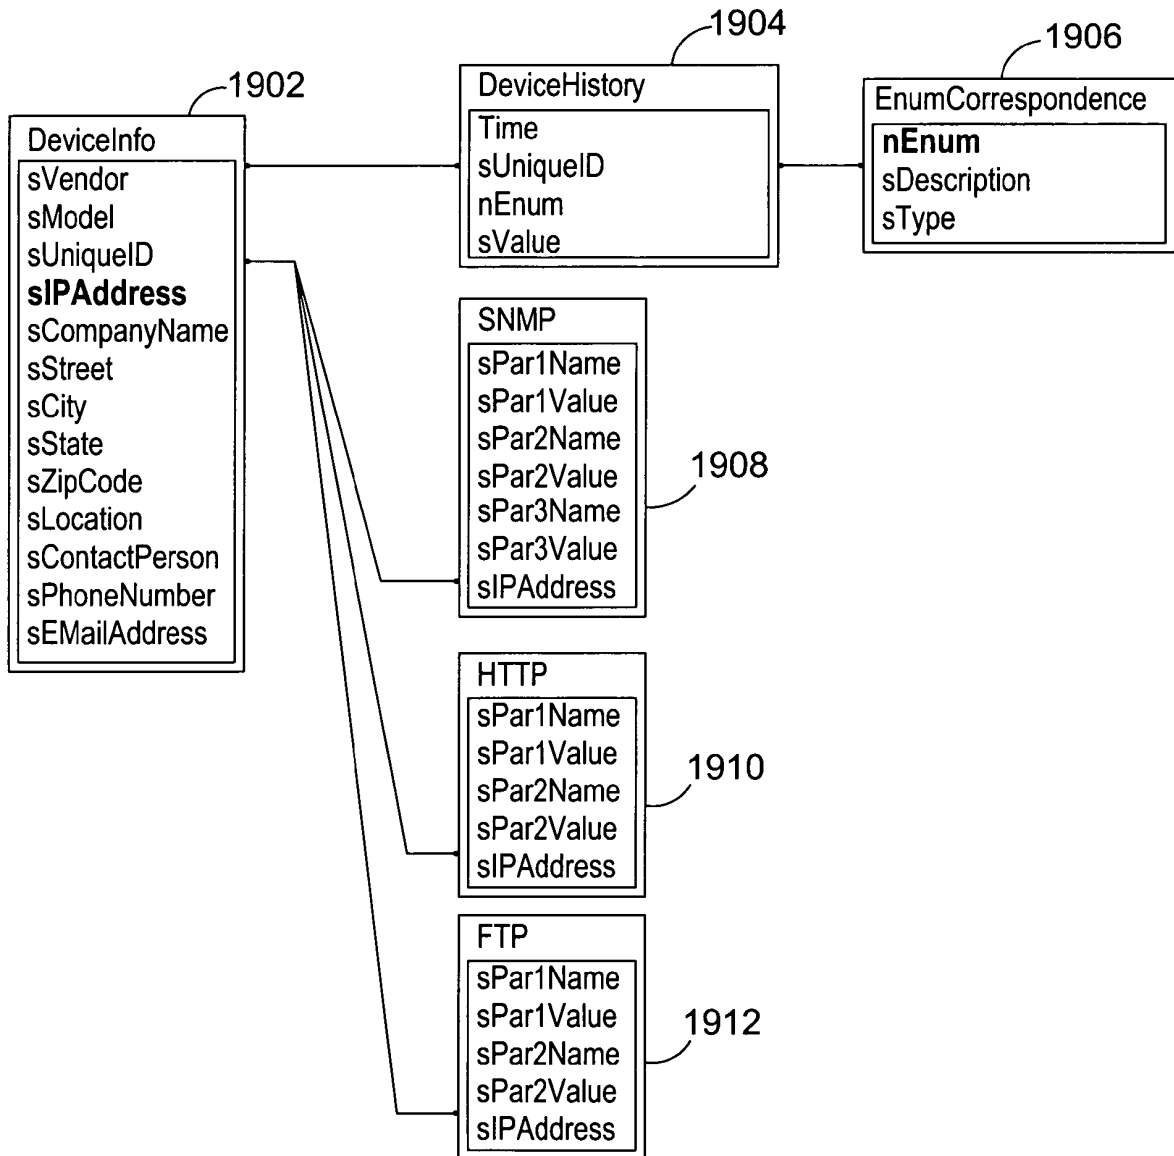 1902
DeviceInfo
sVendor
sModel
sUniqueID
sIPAddress
sCompanyName
sStreet
sCity
sState
sZipCode
sLocation
sContactPerson
sPhoneNumber
sEMailAddress
1904
DeviceHistory
Time
sUniqueID
nEnum
sValue
1906
EnumCorrespondence
nEnum
sDescription
sType
SNMP
sPar1Name
sPar1Value
sPar2Name
sPar2Value
sPar3Name
sPar3Value
sIPAddress
1908
HTTP
sPar1Name
sPar1Value
sPar2Name
sPar2Value
sIPAddress
1910
FTP
sPar1Name
sPar1Value
sPar2Name
sPar2Value
sIPAddress
1912